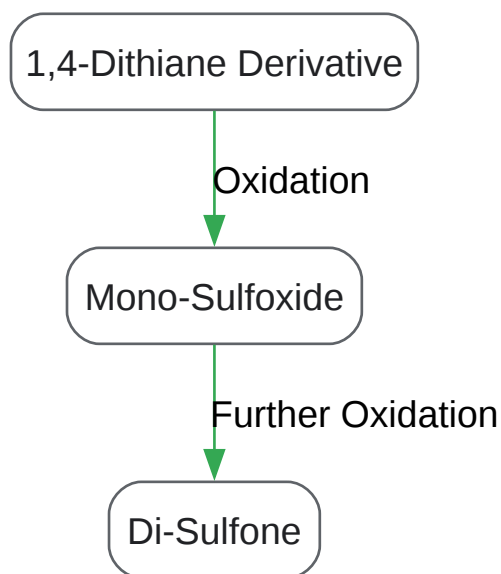 1,4-Dithiane Derivative
Oxidation
Mono-Sulfoxide
Further Oxidation
Di-Sulfone